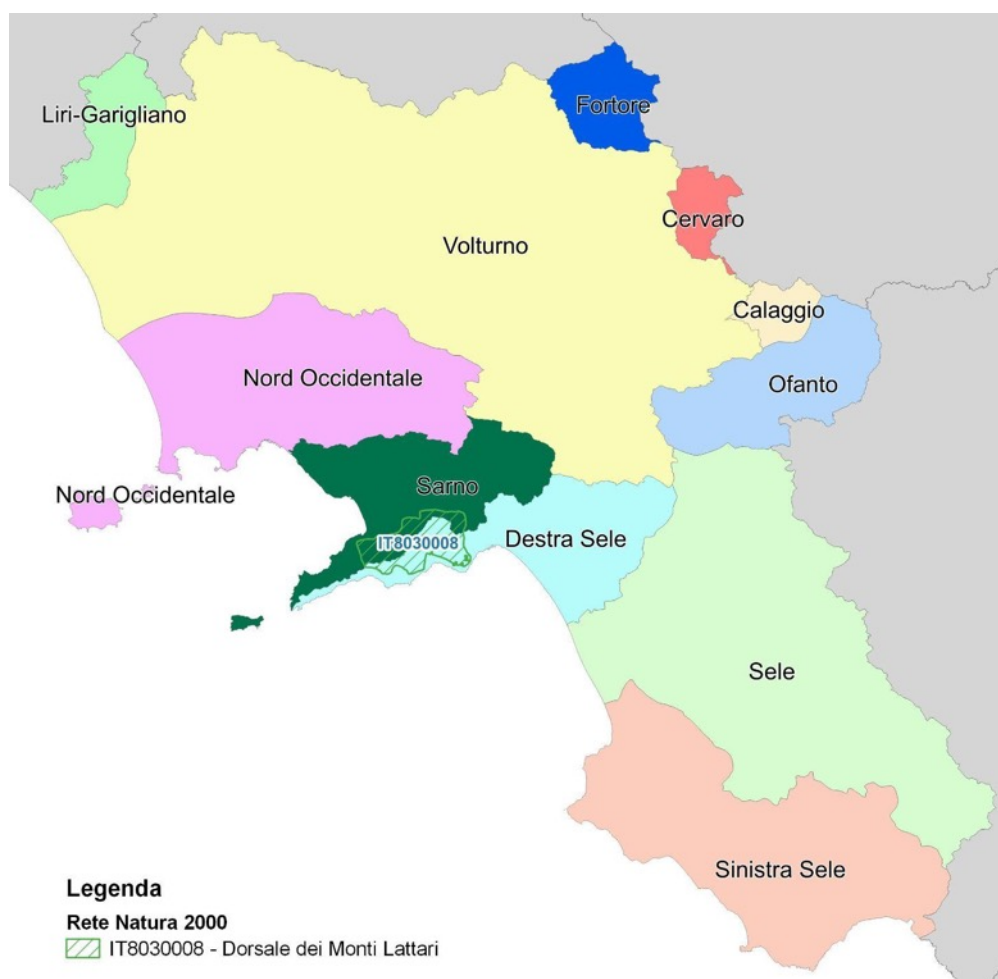 Fortore
Liri-Garigliano
Cervaro
Volturno
Calaggio
Nord Occidentale
Ofanto
Sarno
Nord Occidentale
Destra Sele
IT8030008
Sele
Sinistra Sele
Legenda
Rete Natura 2000
IT8030008 - Dorsale dei Monti Lattari